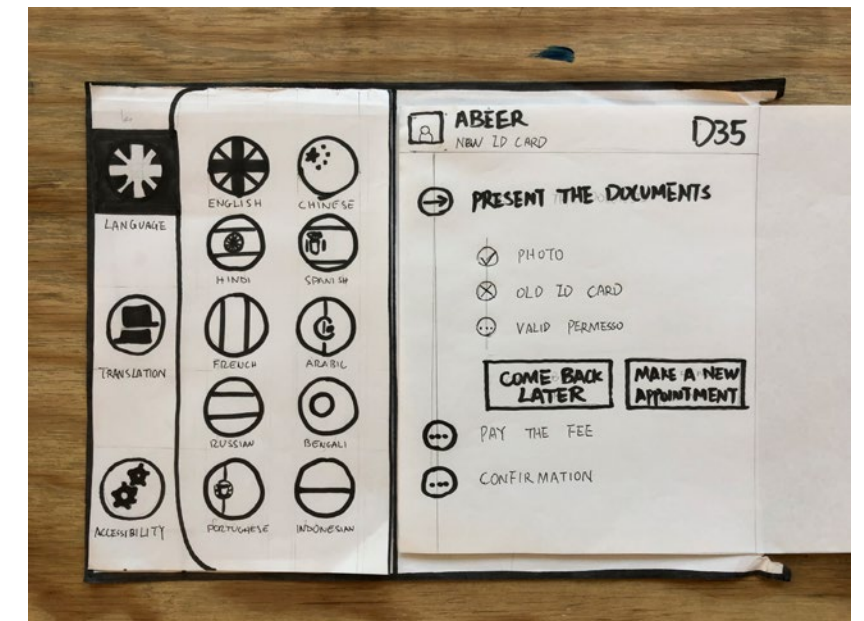 LANGUAGE
TRANSLATION
ACCESSIBILITY
ENGLISH
CHINESE
HINDI
SPANISH
FRENCH
ARABIC
RUSSIAN
BENGALI
PORTUGHESE
INDONESIAN
ABEER
NEW ID CARD
D35
PRESENT THE DOCUMENTS
PHOTO
OLD ID CARD
VALID PERMESSO
COME BACK
LATER
MAKE A NEW
APPOINTMENT
PAY THE FEE
CONFIRMATION